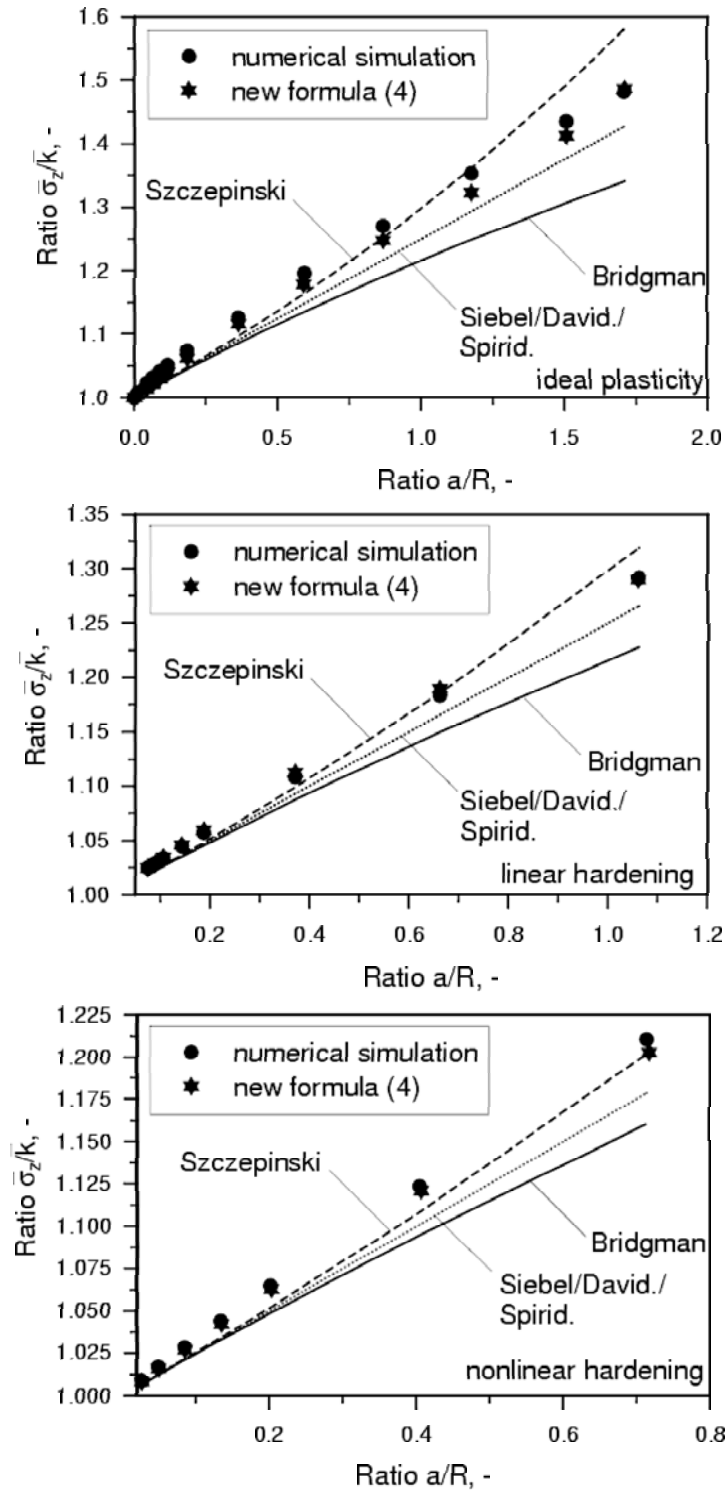 numerical simulation
new formula (4)
Szczepinski
Bridgman
Siebel/David./
Spirid.
ideal plasticity
Ratio σ̄z/k̄, -
1.6
1.5
1.4
1.3
1.2
1.1
1.0
0.0 0.5 1.0 1.5 2.0
Ratio a/R, -
numerical simulation
new formula (4)
Szczepinski
Bridgman
Siebel/David./
Spirid.
linear hardening
Ratio σ̄z/k̄, -
1.35
1.30
1.25
1.20
1.15
1.10
1.05
1.00
0.2 0.4 0.6 0.8 1.0 1.2
Ratio a/R, -
numerical simulation
new formula (4)
Szczepinski
Bridgman
Siebel/David./
Spirid.
nonlinear hardening
Ratio σ̄z/k̄, -
1.225
1.200
1.175
1.150
1.125
1.100
1.075
1.050
1.025
1.000
0.2 0.4 0.6 0.8
Ratio a/R, -